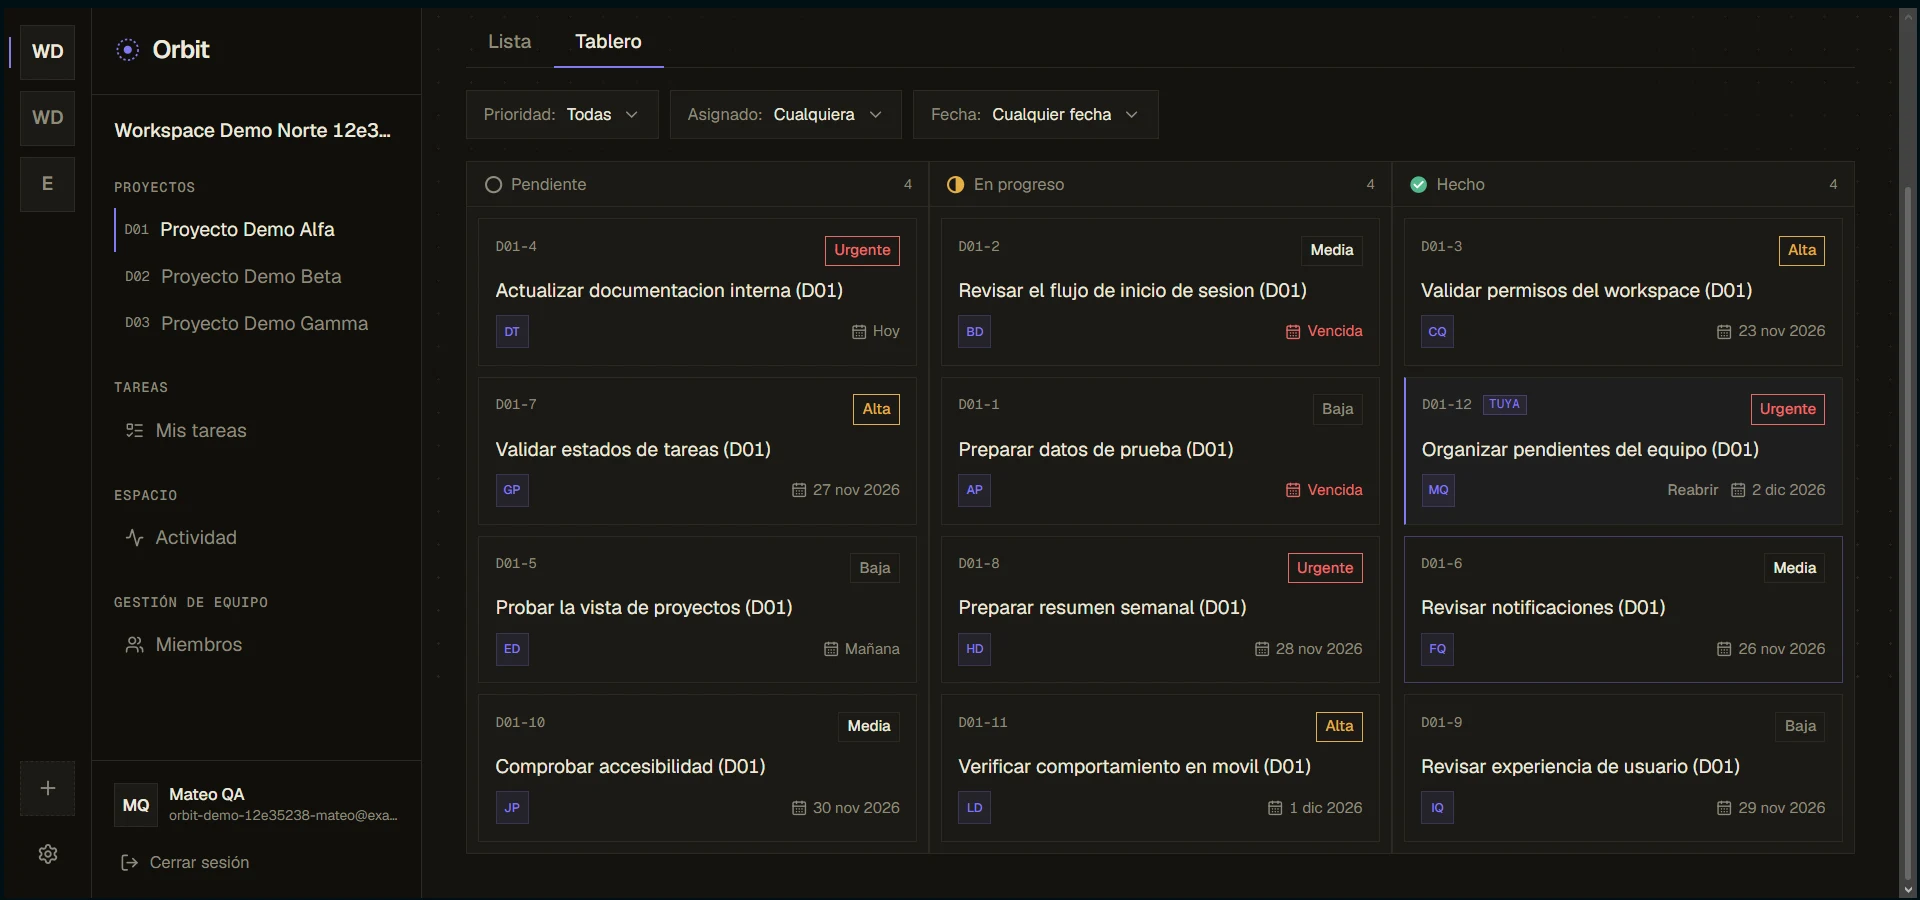 WD
WD
E
Orbit
Workspace Demo Norte 12e3...
PROYECTOS
D01 Proyecto Demo Alfa
D02 Proyecto Demo Beta
D03 Proyecto Demo Gamma
TAREAS
Mis tareas
ESPACIO
Actividad
GESTIÓN DE EQUIPO
Miembros
MQ
Mateo QA
orbit-demo-12e35238-mateo@exa...
Cerrar sesión
Lista Tablero
Prioridad: Todas Asignado: Cualquiera Fecha: Cualquier fecha
Pendiente 4
D01-4 Urgente
Actualizar documentacion interna (D01)
DT Hoy
D01-7 Alta
Validar estados de tareas (D01)
GP 27 nov 2026
D01-5 Baja
Probar la vista de proyectos (D01)
ED Mañana
D01-10 Media
Comprobar accesibilidad (D01)
JP 30 nov 2026
En progreso 4
D01-2 Media
Revisar el flujo de inicio de sesion (D01)
BD Vencida
D01-1 Baja
Preparar datos de prueba (D01)
AP Vencida
D01-8 Urgente
Preparar resumen semanal (D01)
HD 28 nov 2026
D01-11 Alta
Verificar comportamiento en movil (D01)
LD 1 dic 2026
Hecho 4
D01-3 Alta
Validar permisos del workspace (D01)
CQ 23 nov 2026
D01-12 TUYA Urgente
Organizar pendientes del equipo (D01)
MQ Reabrir 2 dic 2026
D01-6 Media
Revisar notificaciones (D01)
FQ 26 nov 2026
D01-9 Baja
Revisar experiencia de usuario (D01)
IQ 29 nov 2026